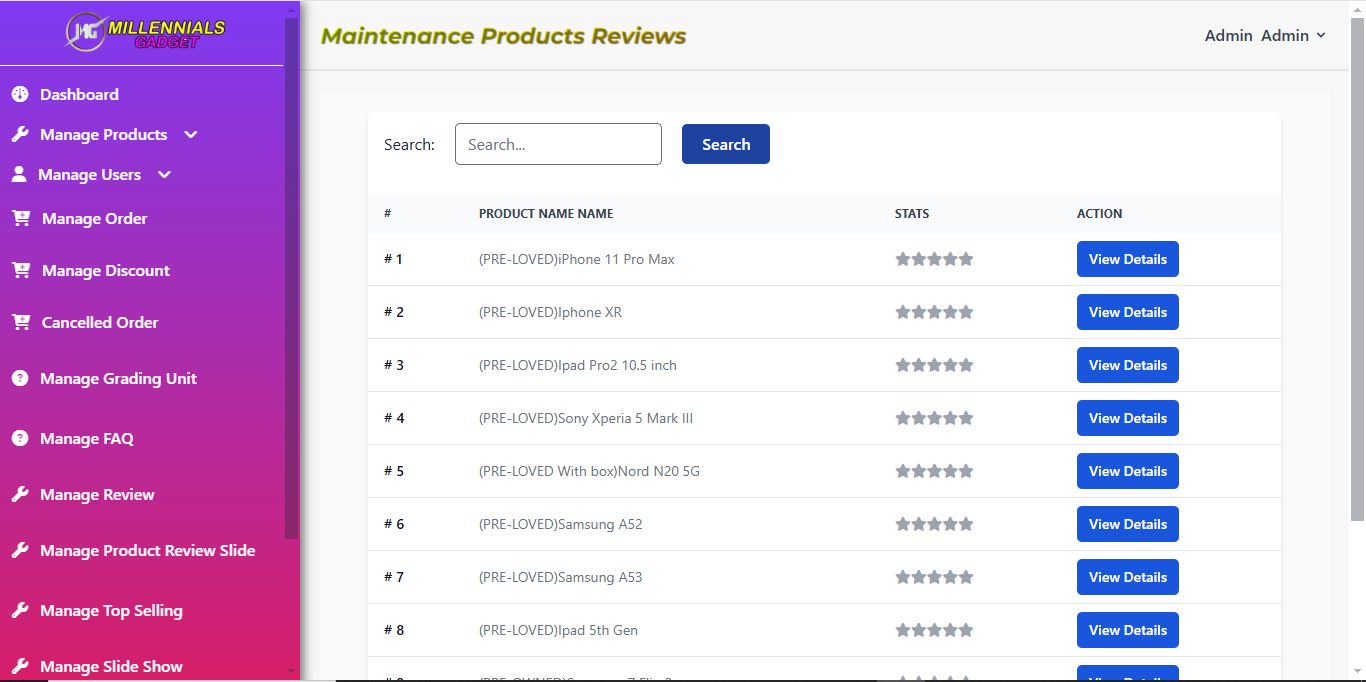 MILLENNIALS
GADGET
Maintenance Products Reviews
Admin Admin
Dashboard
Manage Products
Manage Users
Manage Order
Manage Discount
Cancelled Order
Manage Grading Unit
Manage FAQ
Manage Review
Manage Product Review Slide
Manage Top Selling
Manage Slide Show
Search: Search... Search
# PRODUCT NAME NAME STATS ACTION
# 1 (PRE-LOVED)iPhone 11 Pro Max View Details
# 2 (PRE-LOVED)Iphone XR View Details
# 3 (PRE-LOVED)Ipad Pro2 10.5 inch View Details
# 4 (PRE-LOVED)Sony Xperia 5 Mark III View Details
# 5 (PRE-LOVED With box)Nord N20 5G View Details
# 6 (PRE-LOVED)Samsung A52 View Details
# 7 (PRE-LOVED)Samsung A53 View Details
# 8 (PRE-LOVED)Ipad 5th Gen View Details